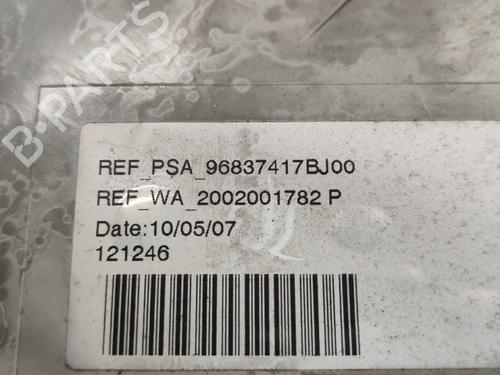 B-PARTS
REF_PSA_96837417BJ00
REF_WA_2002001782 P
Date:10/05/07
121246